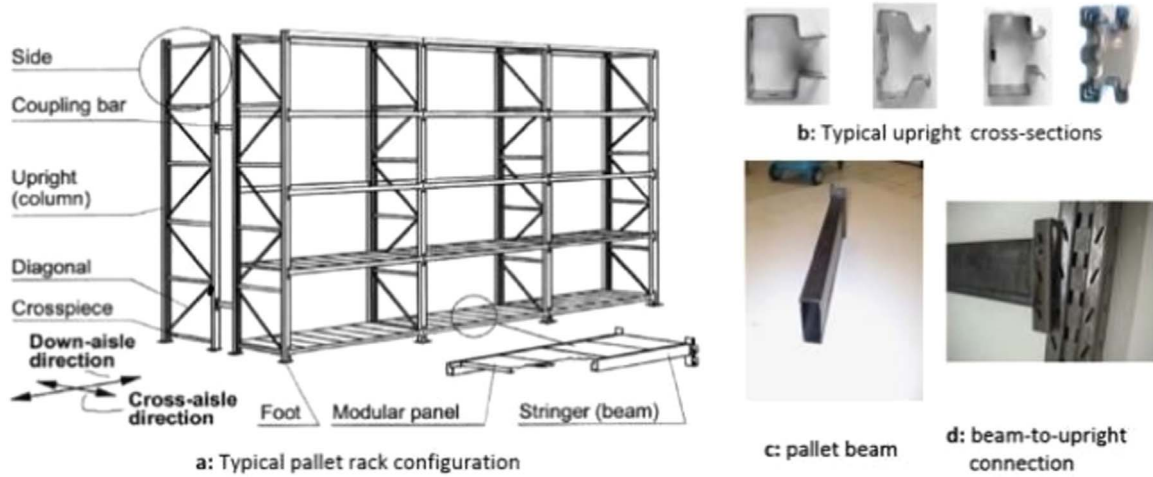 Side
Coupling bar
Upright
(column)
Diagonal
Crosspiece
Down-aisle
direction
Cross-aisle
direction
Foot
Modular panel
Stringer (beam)
a: Typical pallet rack configuration
b: Typical upright cross-sections
c: pallet beam
d: beam-to-upright
connection